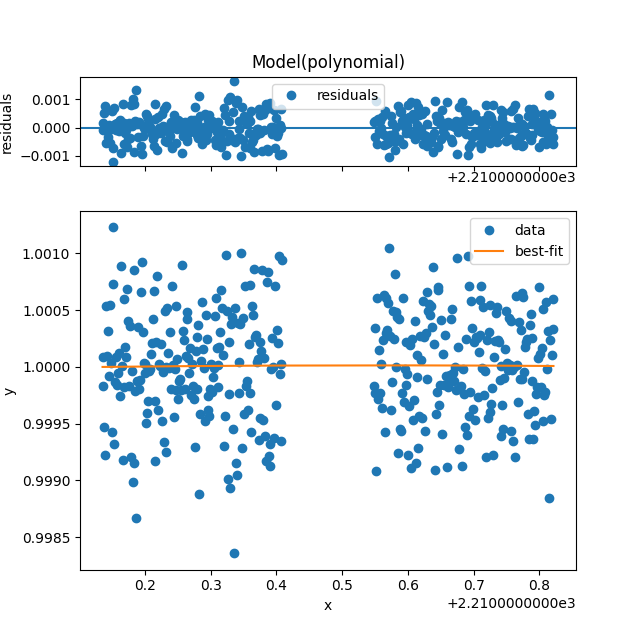 Model(polynomial)
residuals
0.001
0.000
−0.001
residuals
+2.2100000000e3
data
best-fit
1.0010
1.0005
1.0000
0.9995
0.9990
0.9985
y
0.2
0.3
0.4
0.5
0.6
0.7
0.8
x
+2.2100000000e3